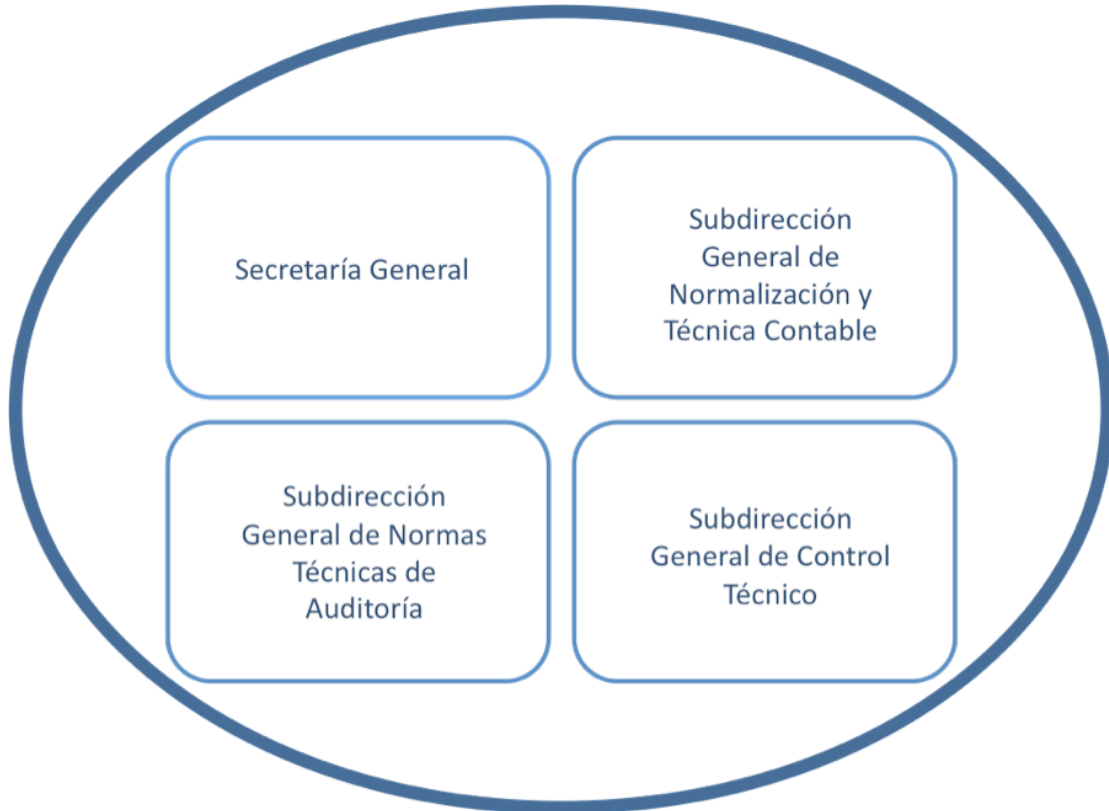 Secretaría General
Subdirección
General de
Normalización y
Técnica Contable
Subdirección
General de Normas
Técnicas de
Auditoría
Subdirección
General de Control
Técnico